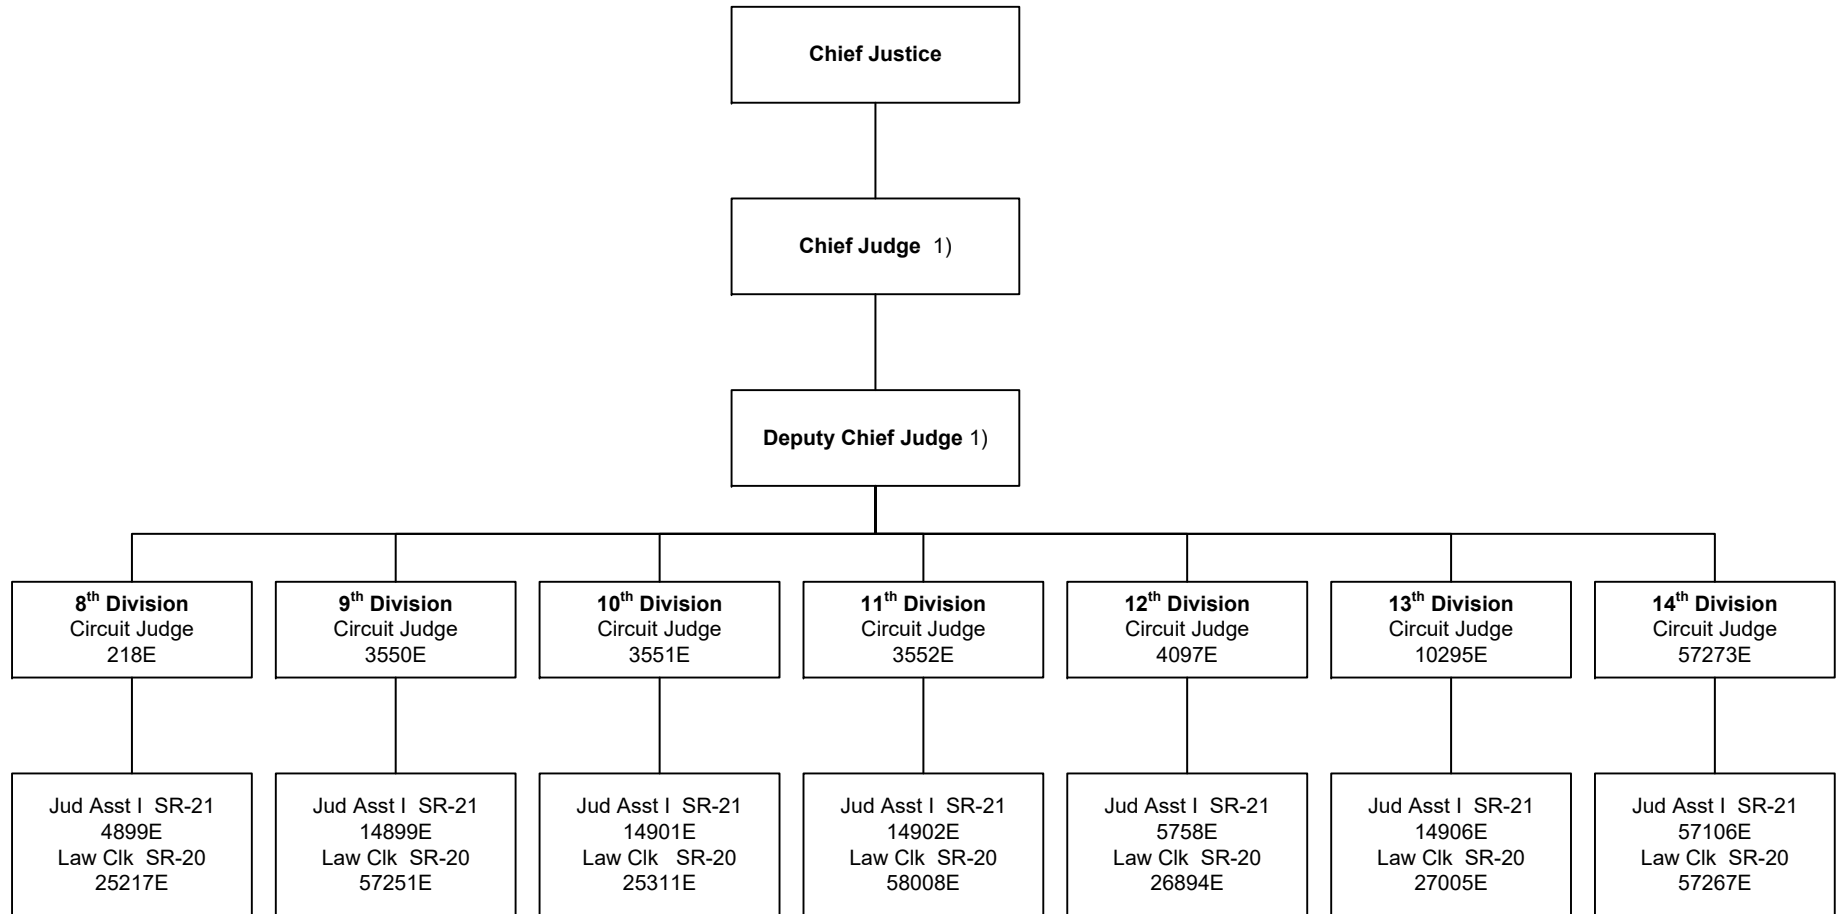 Chief Justice
Chief Judge 1)
Deputy Chief Judge 1)
8th Division
Circuit Judge
218E
9th Division
Circuit Judge
3550E
10th Division
Circuit Judge
3551E
11th Division
Circuit Judge
3552E
12th Division
Circuit Judge
4097E
13th Division
Circuit Judge
10295E
14th Division
Circuit Judge
57273E
Jud Asst I SR-21
4899E
Law Clk SR-20
25217E
Jud Asst I SR-21
14899E
Law Clk SR-20
57251E
Jud Asst I SR-21
14901E
Law Clk SR-20
25311E
Jud Asst I SR-21
14902E
Law Clk SR-20
58008E
Jud Asst I SR-21
5758E
Law Clk SR-20
26894E
Jud Asst I SR-21
14906E
Law Clk SR-20
27005E
Jud Asst I SR-21
57106E
Law Clk SR-20
57267E